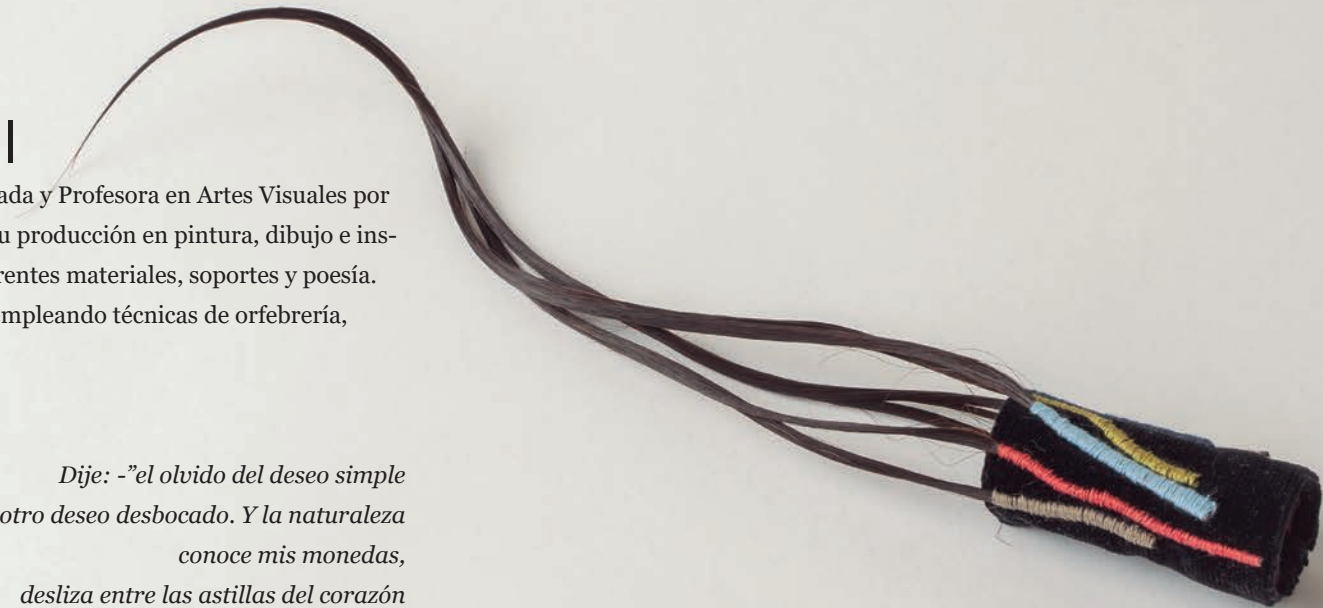 l
ada y Profesora en Artes Visuales por
u producción en pintura, dibujo e ins-
rentes materiales, soportes y poesía.
mpleando técnicas de orfebrería,
Dije: -”el olvido del deseo simple
otro deseo desbocado. Y la naturaleza
conoce mis monedas,
desliza entre las astillas del corazón